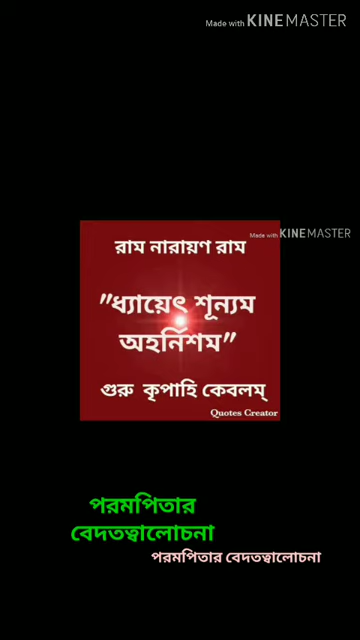 Made with KINEMASTER
Made with KINEMASTER
রাম নারায়ণ রাম
"ধ্যায়েৎ শূন্যম
অহর্নিশম"
গুরু কৃপাহি কেবলম্
Quotes Creator
পরমপিতার
বেদতত্বালোচনা
পরমপিতার বেদতত্বালোচনা